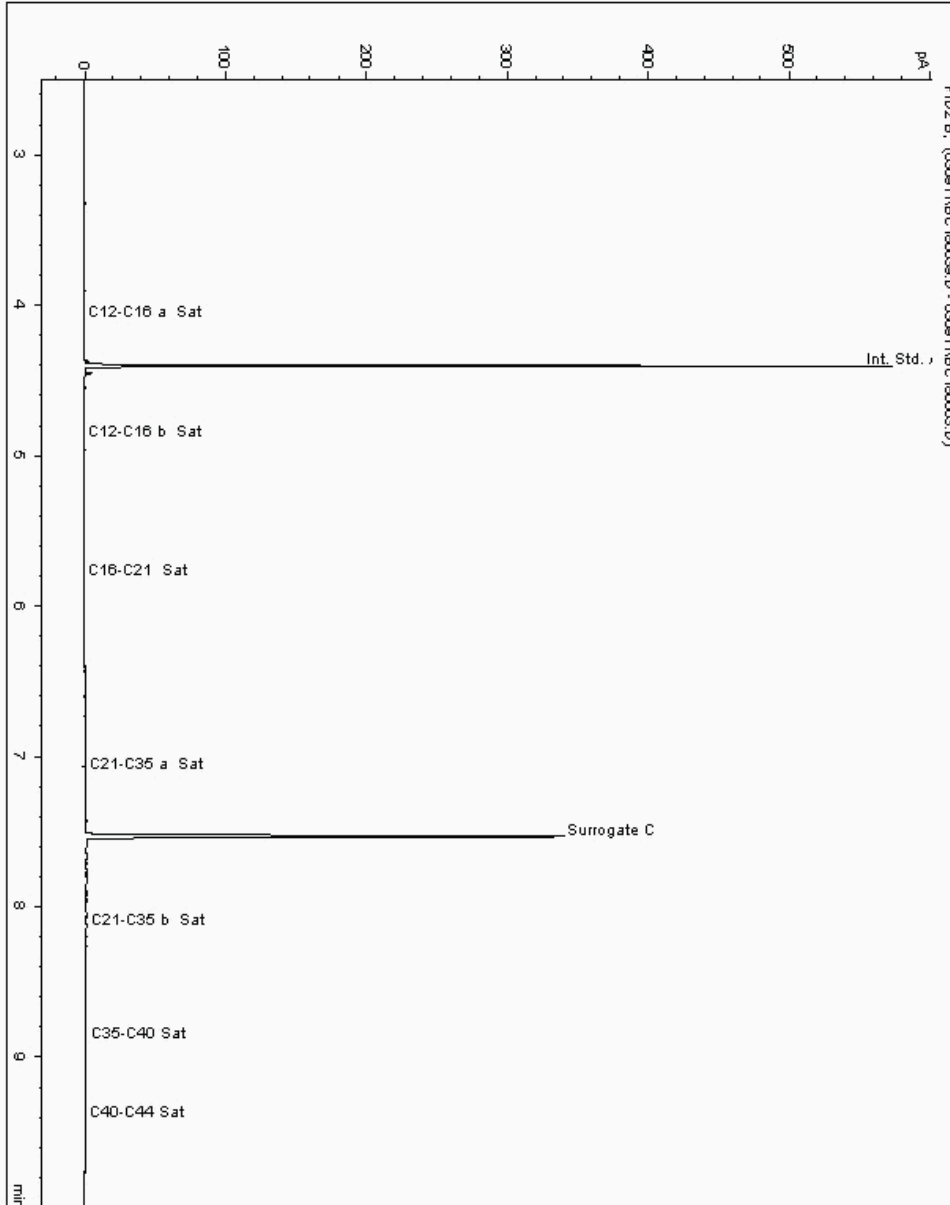 0
100
200
300
400
500
pA
3
C12-C16 a Sat
4
Int. Std.
C12-C16 b Sat
5
C16-C21 Sat
6
7
C21-C35 a Sat
Surrogate C
8
C21-C35 b Sat
C35-C40 Sat
9
C40-C44 Sat